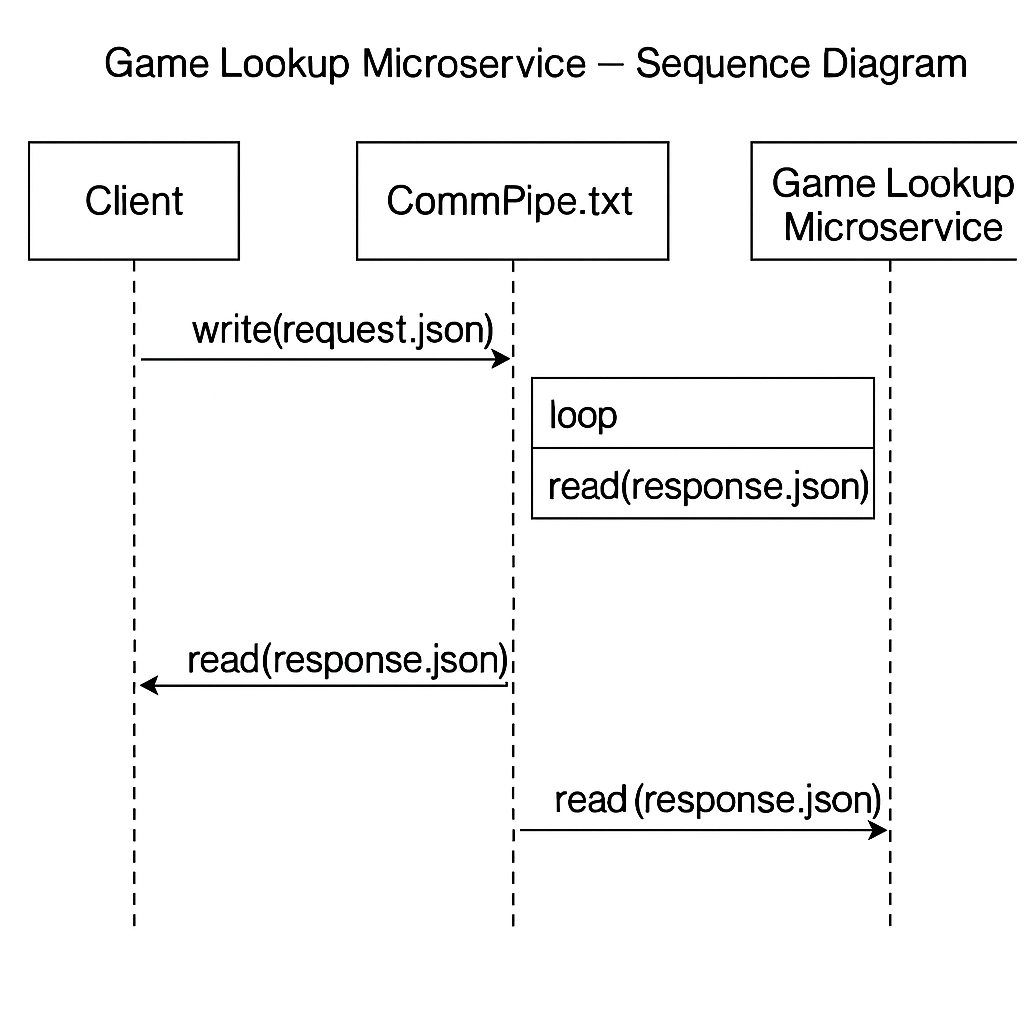 Game Lookup Microservice – Sequence Diagram
Client
CommPipe.txt
Game Lookup
Microservice
write(request.json)
loop
read(response.json)
read(response.json)
read (response.json)